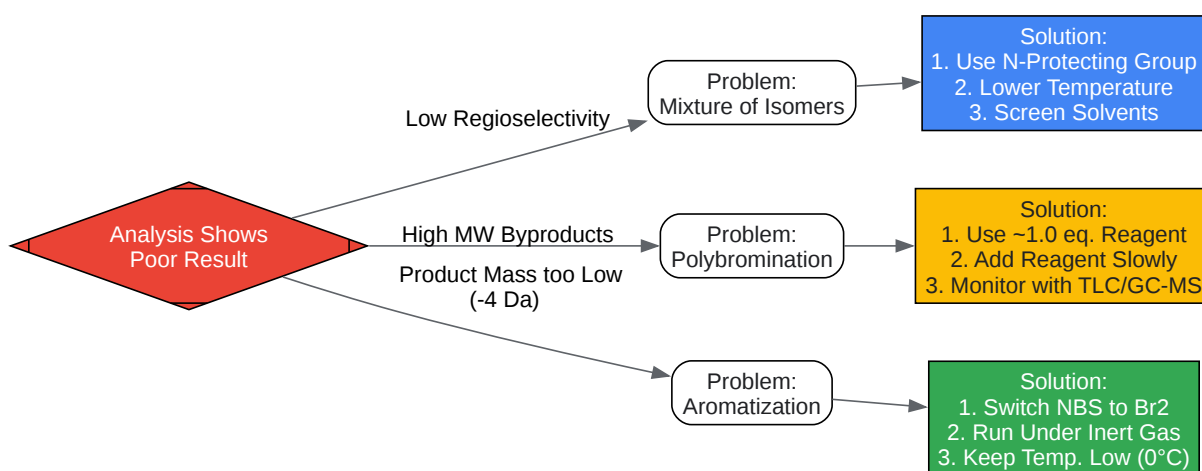 Analysis Shows
Poor Result
Low Regioselectivity
Problem:
Mixture of Isomers
Solution:
1. Use N-Protecting Group
2. Lower Temperature
3. Screen Solvents
High MW Byproducts
Problem:
Polybromination
Solution:
1. Use ~1.0 eq. Reagent
2. Add Reagent Slowly
3. Monitor with TLC/GC-MS
Product Mass too Low
(-4 Da)
Problem:
Aromatization
Solution:
1. Switch NBS to Br2
2. Run Under Inert Gas
3. Keep Temp. Low (0°C)